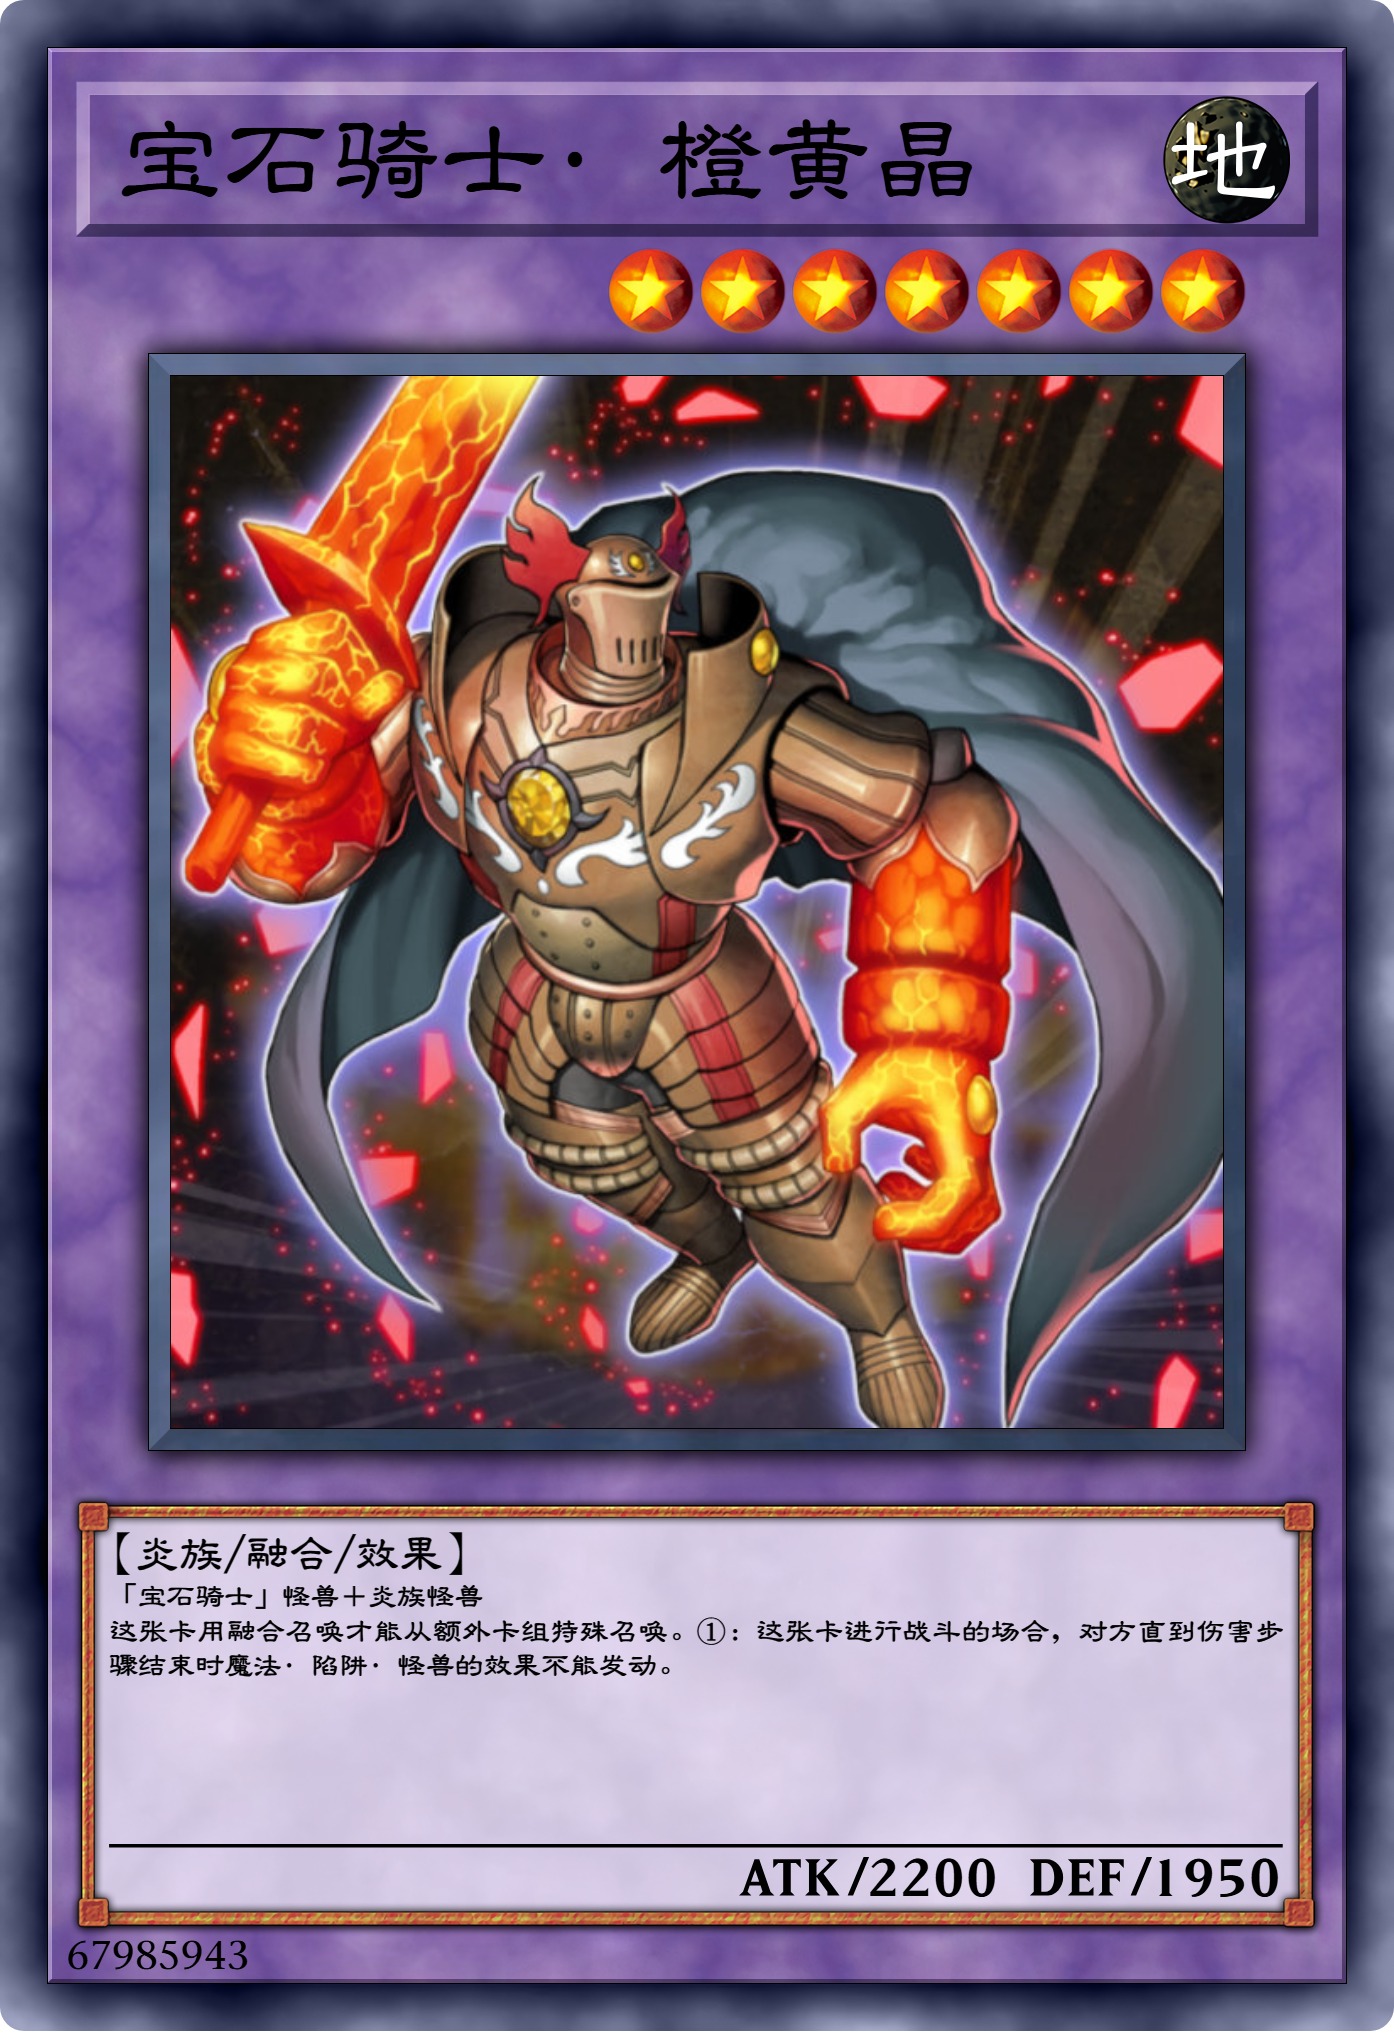 宝石骑士·橙黄晶
地
【炎族/融合/效果】
「宝石骑士」怪兽＋炎族怪兽
这张卡用融合召唤才能从额外卡组特殊召唤。①：这张卡进行战斗的场合，对方直到伤害步
骤结束时魔法·陷阱·怪兽的效果不能发动。
ATK/2200 DEF/1950
67985943